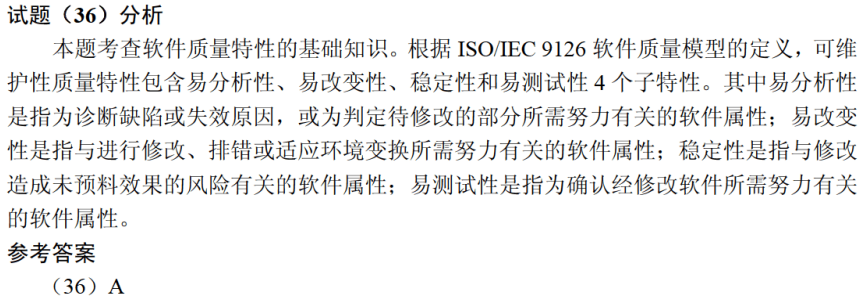 试题（36）分析
本题考查软件质量特性的基础知识。根据 ISO/IEC 9126 软件质量模型的定义，可维
护性质量特性包含易分析性、易改变性、稳定性和易测试性 4 个子特性。其中易分析性
是指为诊断缺陷或失效原因，或为判定待修改的部分所需努力有关的软件属性；易改变
性是指与进行修改、排错或适应环境变换所需努力有关的软件属性；稳定性是指与修改
造成未预料效果的风险有关的软件属性；易测试性是指为确认经修改软件所需努力有关
的软件属性。
参考答案
（36）A